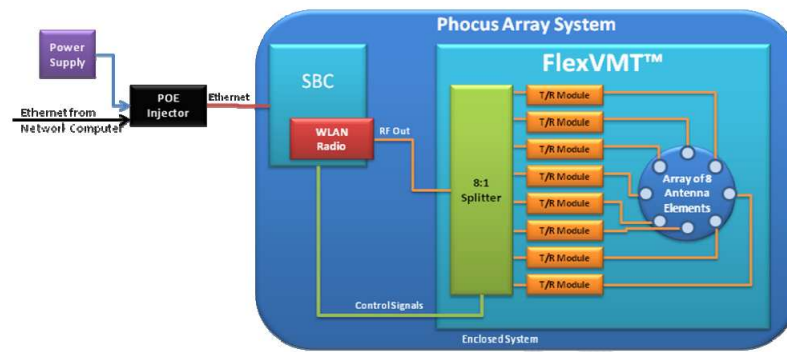 Phocus Array System
Power
Supply
POE
Injector
Ethernet
Ethernet from
Network Computer
SBC
WLAN
Radio
RF Out
FlexVMT™
8:1
Splitter
T/R Module
T/R Module
T/R Module
T/R Module
T/R Module
T/R Module
T/R Module
T/R Module
Array of 8
Antenna
Elements
Control Signals
Enclosed System